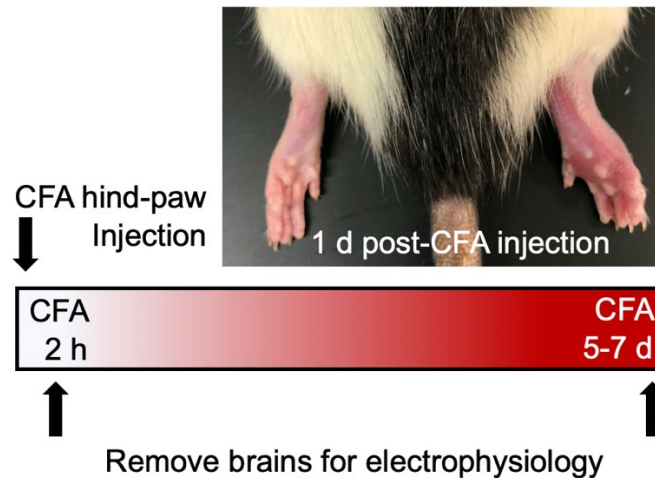 CFA hind-paw
Injection
1 d post-CFA injection
CFA
2 h
CFA
5-7 d
Remove brains for electrophysiology